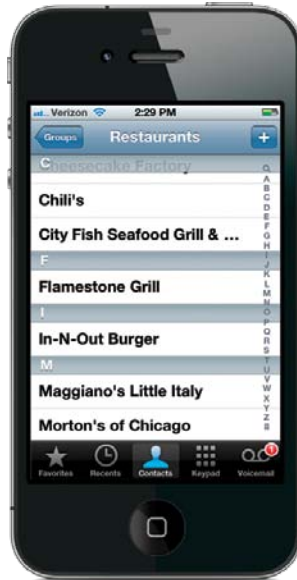 Verizon 2:29 PM
Groups Restaurants +
C
Cheesecake Factory
Chili's
City Fish Seafood Grill & ...
F
Flamestone Grill
I
In-N-Out Burger
M
Maggiano's Little Italy
Morton's of Chicago
A
B
C
D
E
F
G
H
I
J
K
L
M
N
O
P
Q
R
S
T
U
V
W
X
Y
Z
#
1
Favorites Recents Contacts Keypad Voicemail